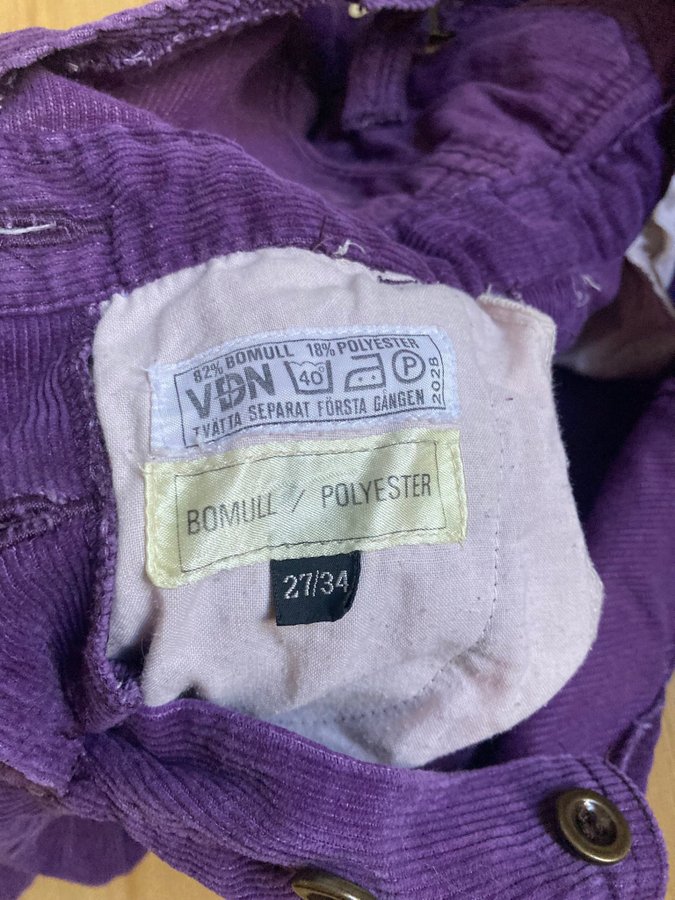 82% BOMULL 18% POLYESTER
VDN 40° P
TVÄTTA SEPARAT FÖRSTA GÅNGEN
2028
BOMULL / POLYESTER
27/34